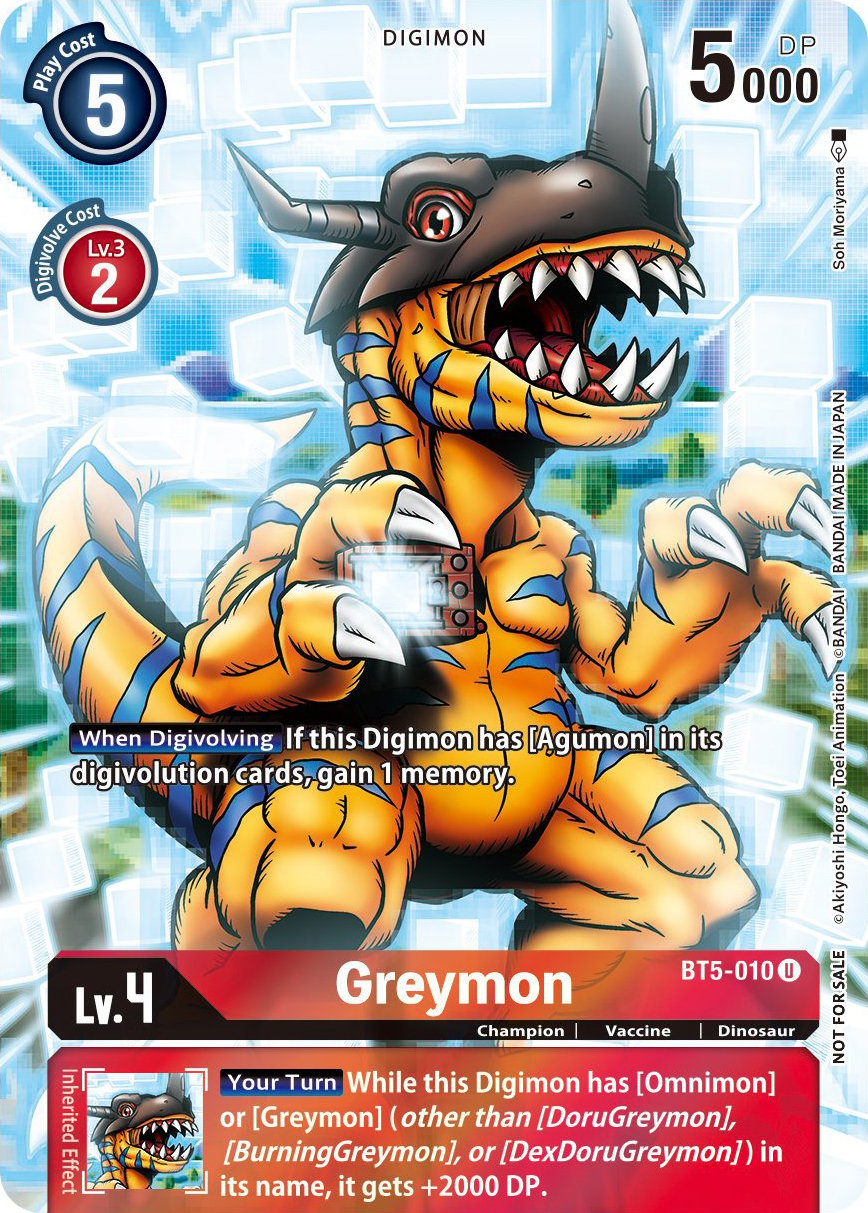 DIGIMON
Play Cost
5
DP
5000
Digivolve Cost
Lv.3
2
Soh Moriyama
When Digivolving If this Digimon has [Agumon] in its
digivolution cards, gain 1 memory.
©Akiyoshi Hongo, Toei Animation ©BANDAI BANDAI MADE IN JAPAN
NOT FOR SALE
Lv.4
Greymon
BT5-010 U
Champion | Vaccine | Dinosaur
Inherited Effect
Your Turn While this Digimon has [Omnimon]
or [Greymon] (other than [DoruGreymon],
[BurningGreymon], or [DexDoruGreymon]) in
its name, it gets +2000 DP.